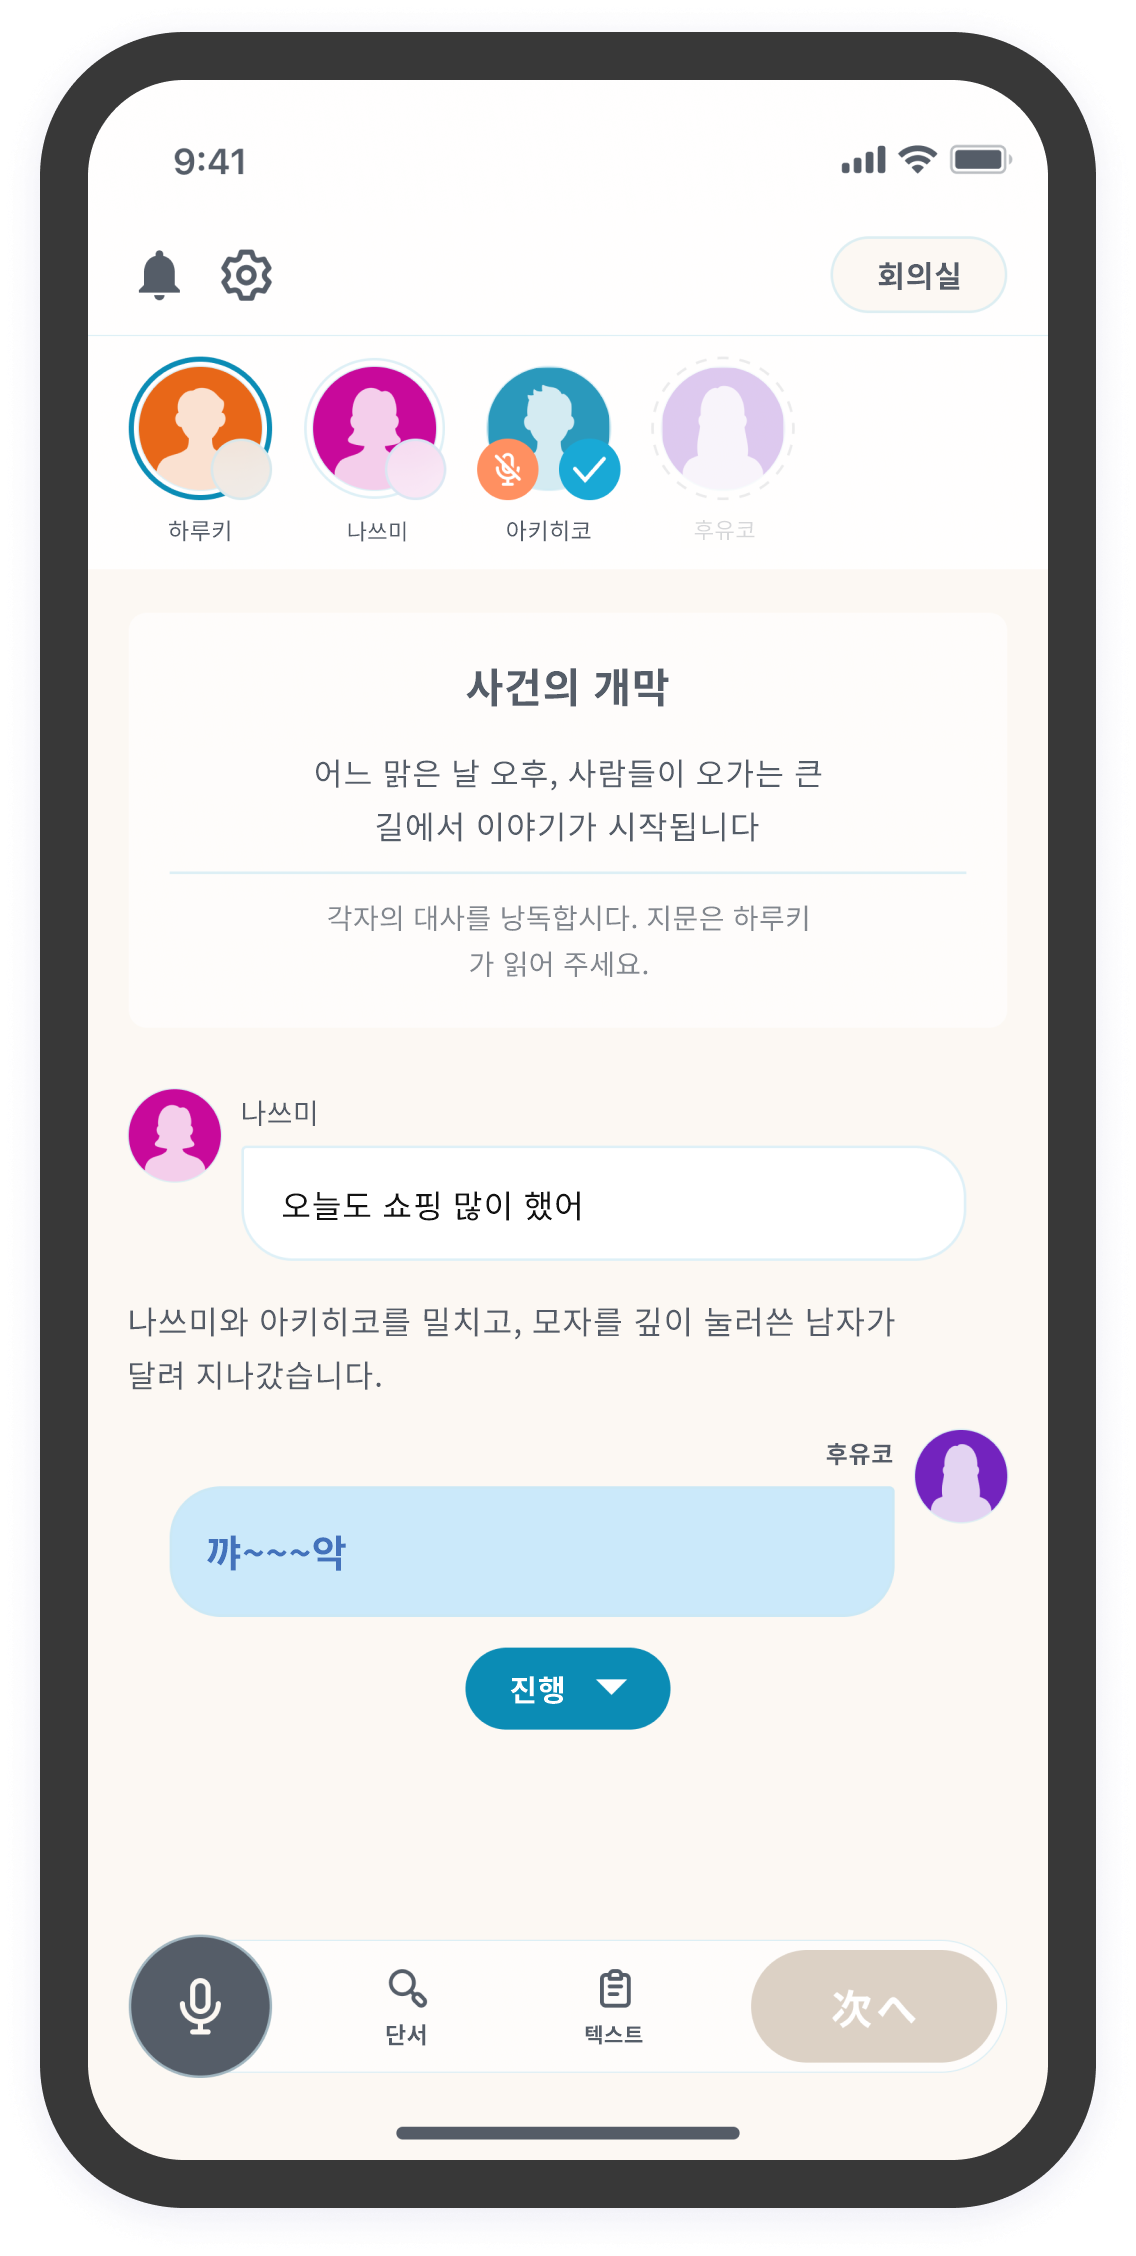 9:41
회의실
하루키
나쓰미
아키히코
후유코
사건의 개막
어느 맑은 날 오후, 사람들이 오가는 큰
길에서 이야기가 시작됩니다
각자의 대사를 낭독합시다. 지문은 하루키
가 읽어 주세요.
나쓰미
오늘도 쇼핑 많이 했어
나쓰미와 아키히코를 밀치고, 모자를 깊이 눌러쓴 남자가
달려 지나갔습니다.
후유코
꺄~~~악
진행
단서
텍스트
次へ